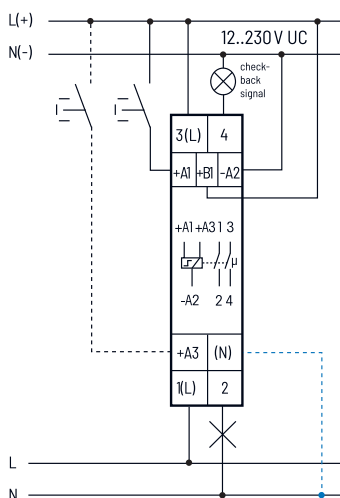 L(+)
N(-)
12..230 V UC
check-
back
signal
3(L) 4
+A1 +B1 -A2
+A1 +A3 1 3
μ
-A2 2 4
+A3 (N)
1(L) 2
L
N